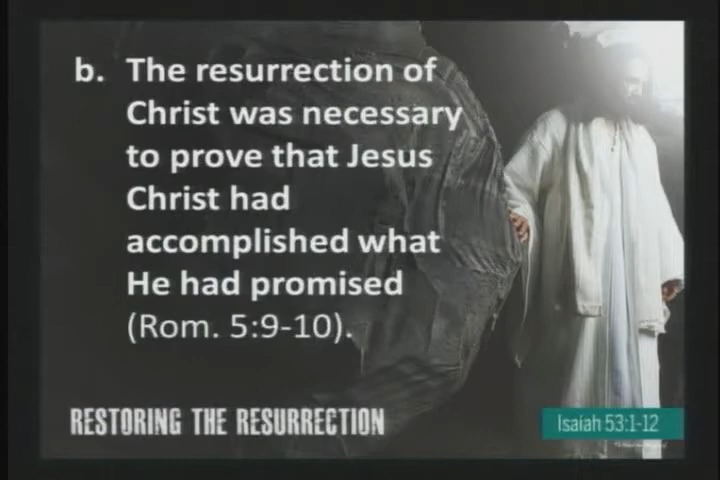 b. The resurrection of
Christ was necessary
to prove that Jesus
Christ had
accomplished what
He had promised
(Rom. 5:9-10).
RESTORING THE RESURRECTION
Isaiah 53:1-12